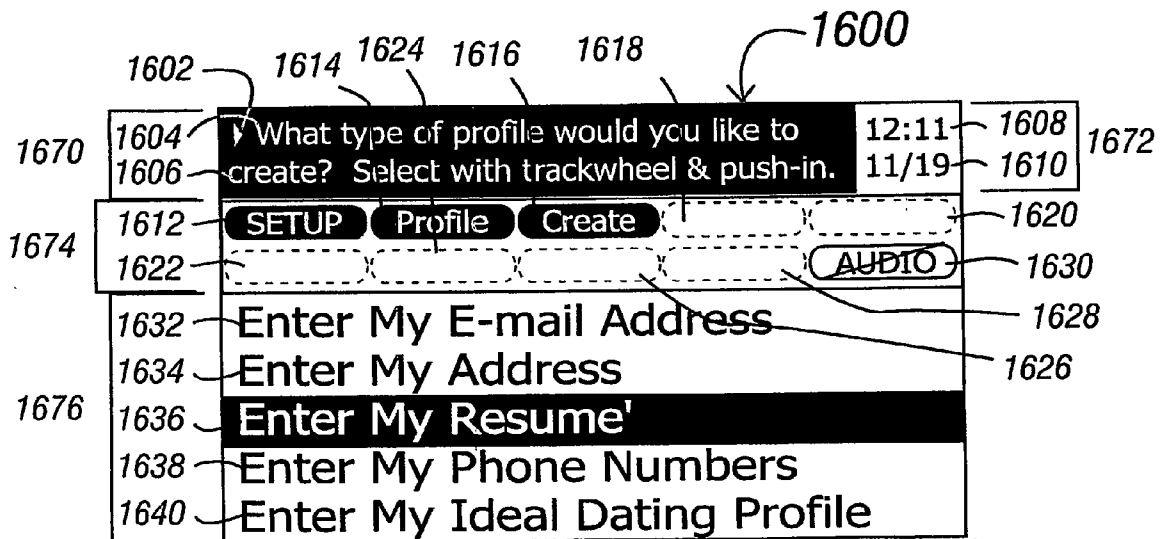 1600
1602 1614 1624 1616 1618
1670 1604 What type of profile would you like to 12:11 1608 1672
1606 create? Select with trackwheel & push-in. 11/19 1610
1674 1612 SETUP Profile Create 1620
1622 AUDIO 1630
1632 Enter My E-mail Address 1628
1634 Enter My Address 1626
1676 1636 Enter My Resume'
1638 Enter My Phone Numbers
1640 Enter My Ideal Dating Profile